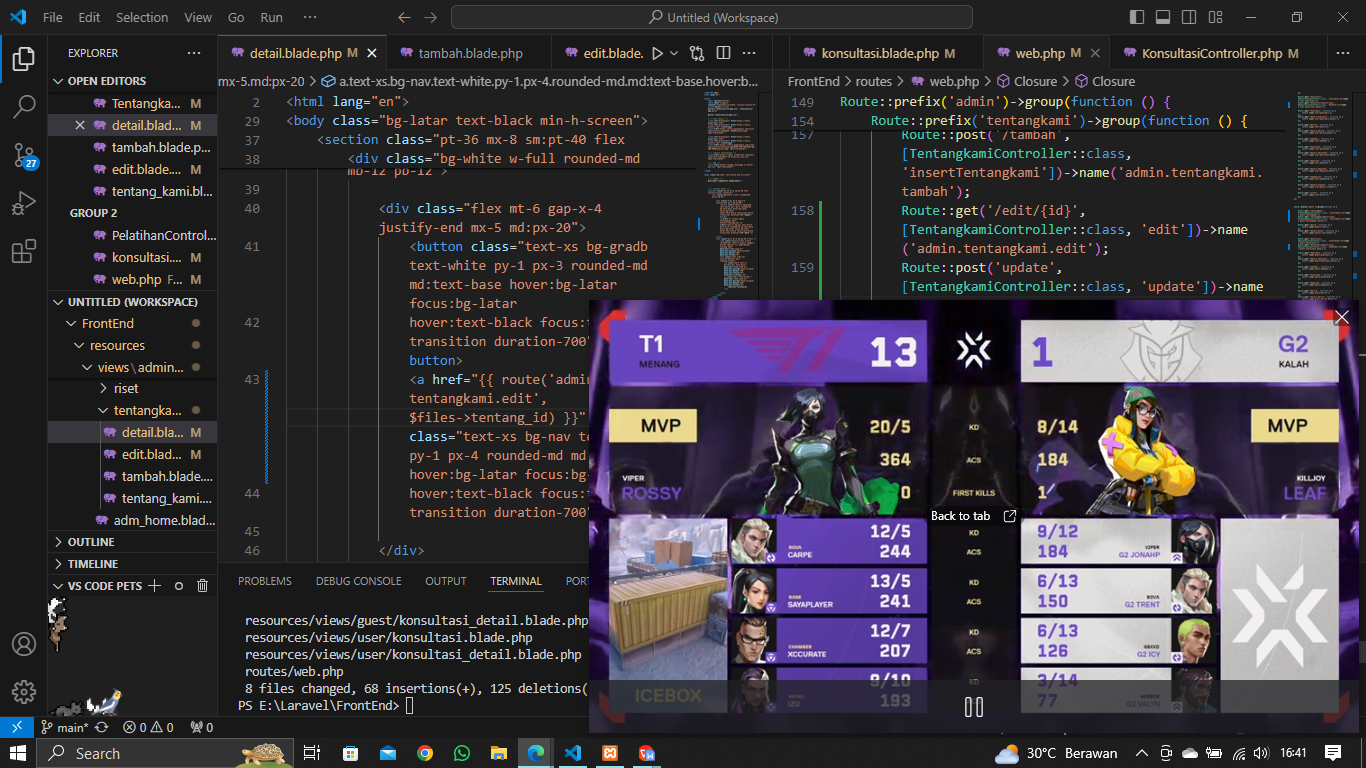 File Edit Selection View Go Run ··· Untitled (Workspace)
EXPLORER
OPEN EDITORS
Tentangka... M
detail.blad... M
tambah.blade.p...
edit.blade.... M
tentang_kami.bl...
GROUP 2
PelatihanControl...
konsultasi.... M
web.php F... M
UNTITLED (WORKSPACE)
FrontEnd
resources
views\admin...
riset
tentangka...
detail.bla... M
edit.blad... M
tambah.blade....
tentang_kami....
adm_home.blad...
OUTLINE
TIMELINE
VS CODE PETS
27
detail.blade.php M tambah.blade.php edit.blade.
mx-5.md:px-20 > a.text-xs.bg-nav.text-white.py-1.px-4.rounded-md.md:text-base.hover:b...
2 <html lang="en">
29 <body class="bg-latar text-black min-h-screen">
37 <section class="pt-36 mx-8 sm:pt-40 flex
38 <div class="bg-white w-full rounded-md
mb-12 pb-12">
39
40 <div class="flex mt-6 gap-x-4
justify-end mx-5 md:px-20">
41 <button class="text-xs bg-gradb
text-white py-1 px-3 rounded-md
md:text-base hover:bg-latar
focus:bg-latar
42 hover:text-black focus:
transition duration-700
button>
43 <a href="{{ route('admi
tentangkami.edit',
$files->tentang_id) }}"
class="text-xs bg-nav te
py-1 px-4 rounded-md md
hover:bg-latar focus:bg
44 hover:text-black focus:
transition duration-700
45
46 </div>
konsultasi.blade.php M web.php M KonsultasiController.php M
FrontEnd > routes > web.php > Closure > Closure
149 Route::prefix('admin')->group(function () {
154 Route::prefix('tentangkami')->group(function () {
157 Route::post('/tambah',
[TentangkamiController::class,
'insertTentangkami'])->name('admin.tentangkami.
tambah');
158 Route::get('/edit/{id}',
[TentangkamiController::class, 'edit'])->name
('admin.tentangkami.edit');
159 Route::post('update',
[TentangkamiController::class, 'update'])->name
PROBLEMS DEBUG CONSOLE OUTPUT TERMINAL PORT
resources/views/guest/konsultasi_detail.blade.php
resources/views/user/konsultasi.blade.php
resources/views/user/konsultasi_detail.blade.php
routes/web.php
8 files changed, 68 insertions(+), 125 deletions(
PS E:\Laravel\FrontEnd>
T1 13 1 G2
MENANG KALAH
MVP 20/5 KD 8/14 MVP
364 ACS 184
VIPER KILLJOY
ROSSY 0 FIRST KILLS 1 LEAF
Back to tab
12/5 KD 9/12
SOVA CARPE 244 ACS 184 VIPER G2 JONAHP
13/5 KD 6/13
SAGE SAYAPLAYER 241 ACS 150 SOVA G2 TRENT
12/7 KD 6/13
CHAMBER XCCURATE 207 ACS 126 GEKKO G2 ICY
9/10 KD 3/14
IZU 193 77 G2 VALYN
ICEBOX
main* 0 0 0
Search
30°C Berawan 16:41